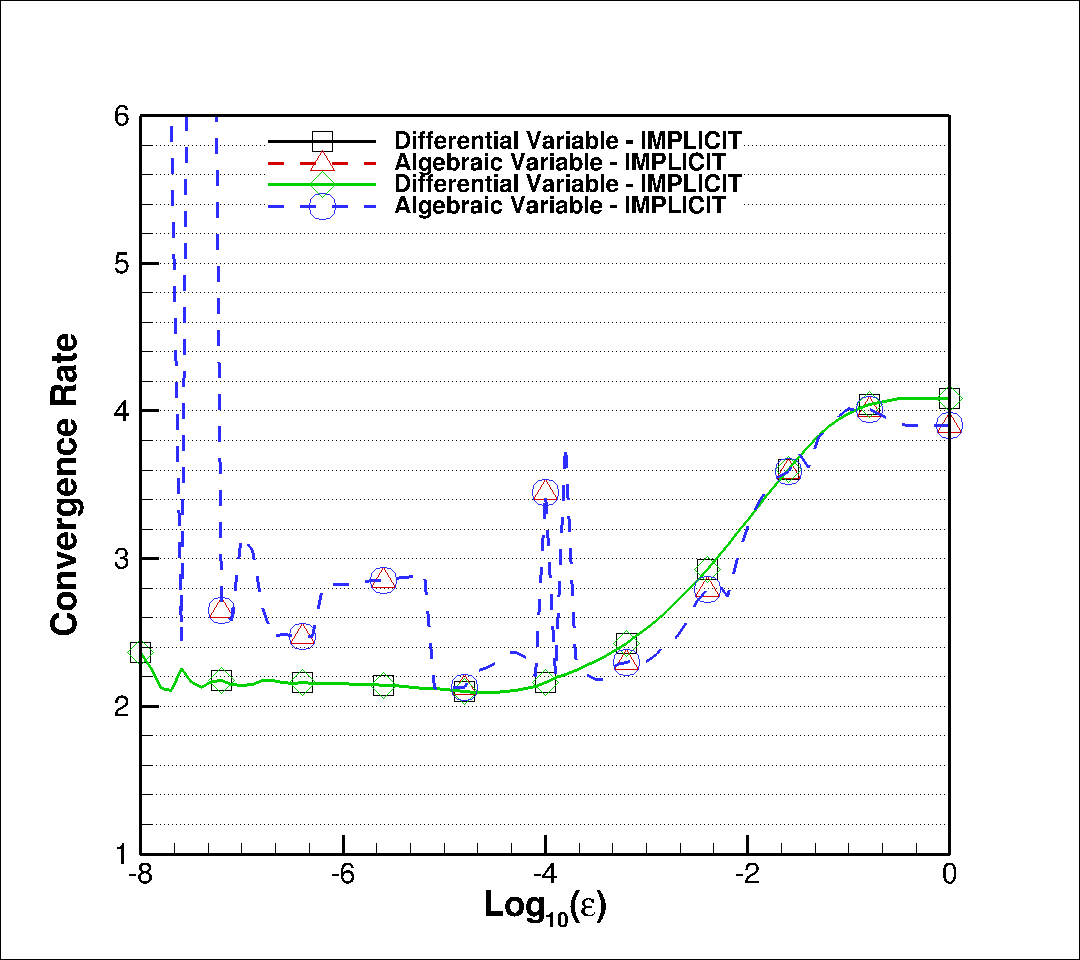 6
Differential Variable - IMPLICIT
Algebraic Variable - IMPLICIT
Differential Variable - IMPLICIT
Algebraic Variable - IMPLICIT
5
4
3
2
1
Convergence Rate
-8 -6 -4 -2 0
Log10(ε)